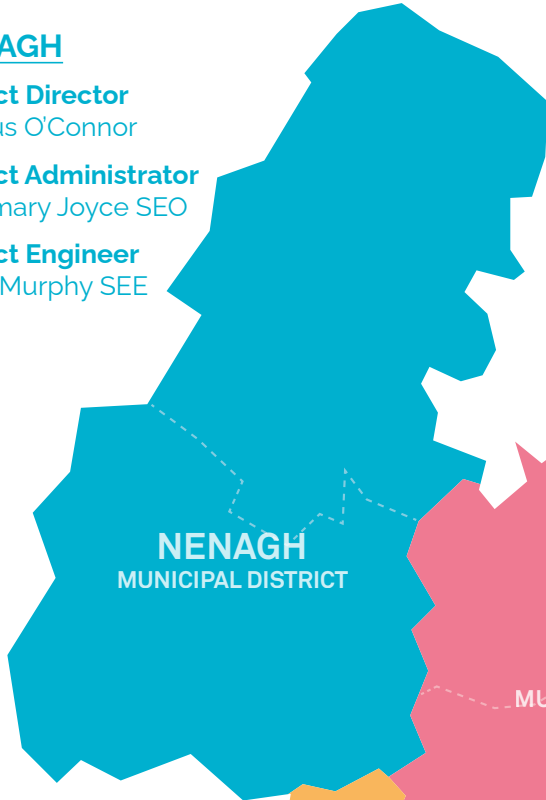 AGH
ct Director
us O’Connor
ct Administrator
mary Joyce SEO
ct Engineer
Murphy SEE
NENAGH
MUNICIPAL DISTRICT
MU